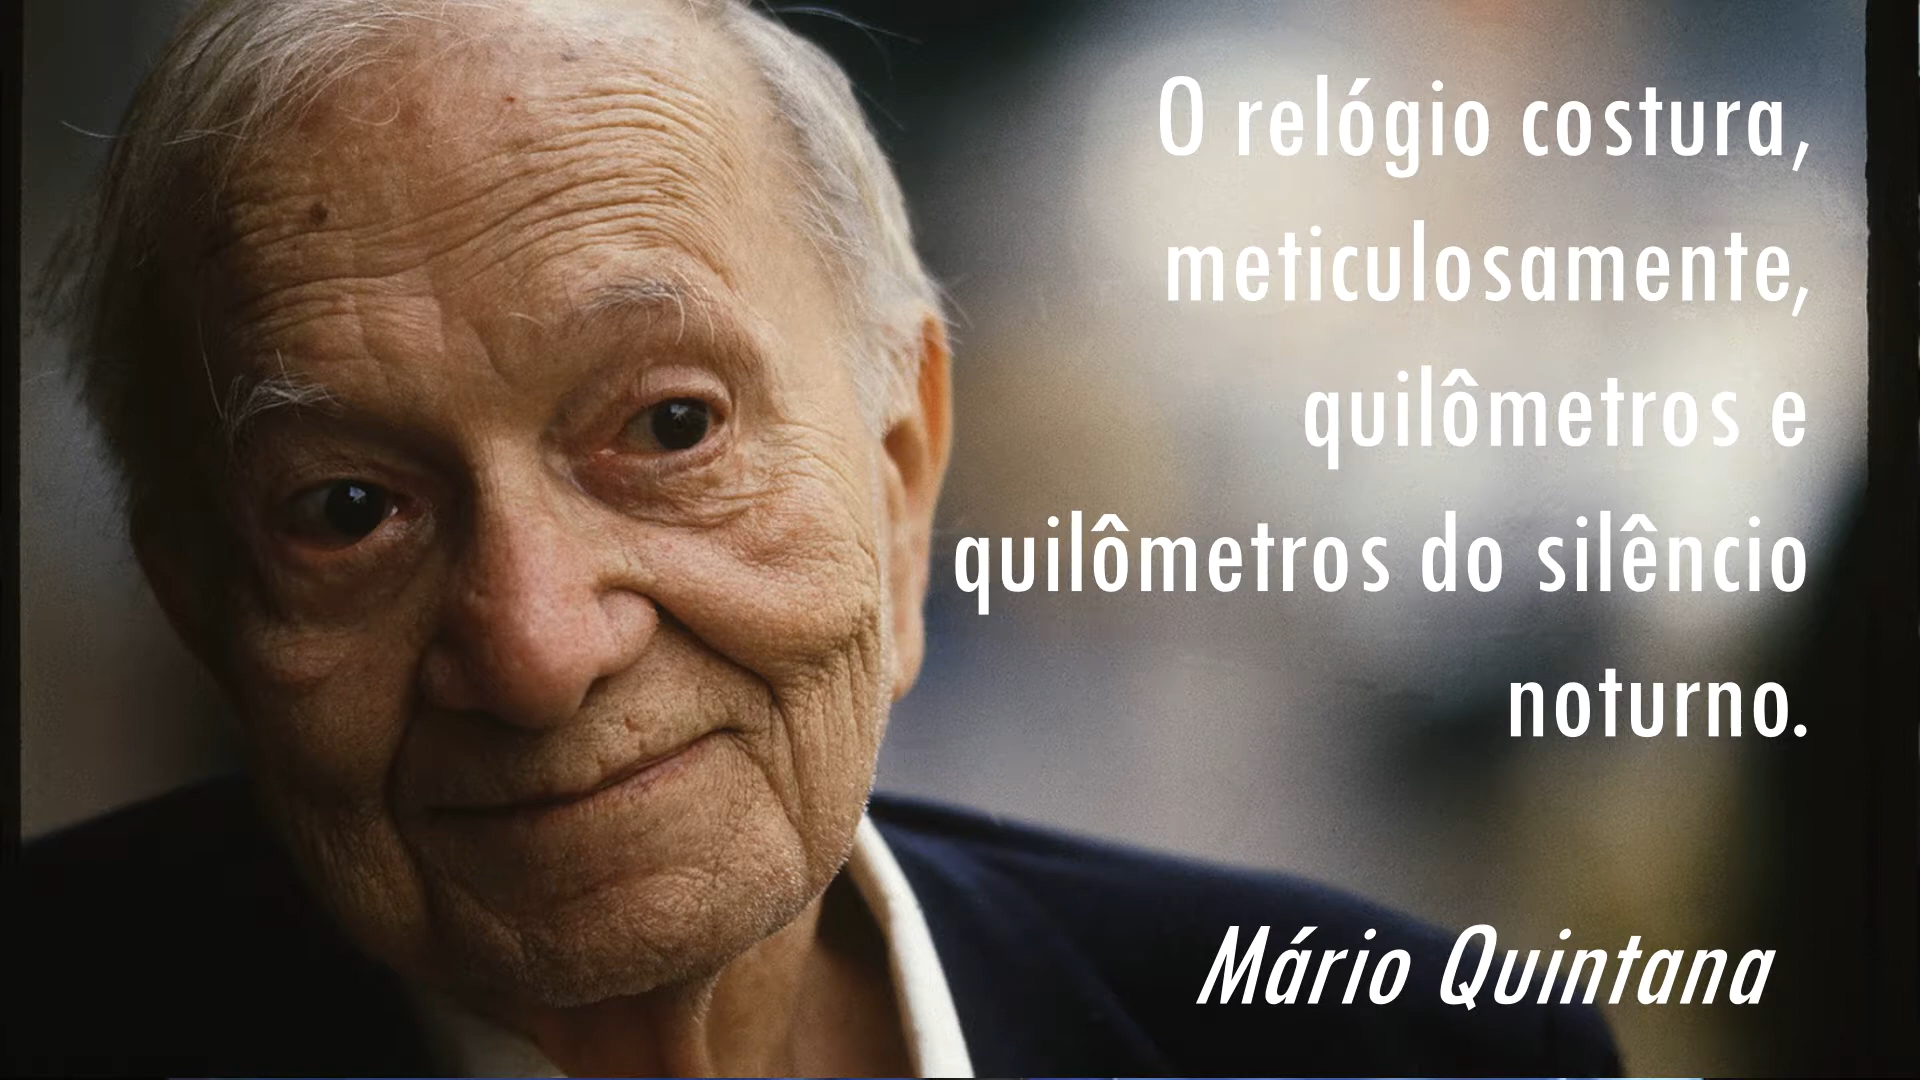 O relógio costura,
meticulosamente,
quilômetros e
quilômetros do silêncio
noturno.
Mário Quintana